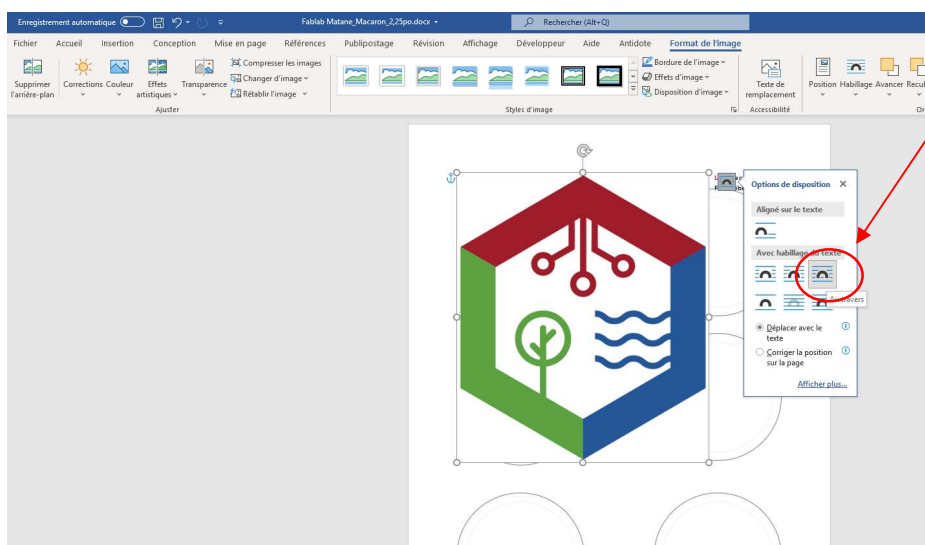 Enregistrement automatique
Fablab Matane_Macaron_2,25po.docx
Rechercher (Alt+Q)
Fichier Accueil Insertion Conception Mise en page Références Publipostage Révision Affichage Développeur Aide Antidote Format de l'image
Supprimer l'arrière-plan
Corrections
Couleur
Effets artistiques
Transparence
Compresser les images
Changer d'image
Rétablir l'image
Ajuster
Styles d'image
Bordure de l'image
Effets d'image
Disposition d'image
Texte de remplacement
Accessibilité
Position
Habillage
Avancer
Recul
Or
Options de disposition
Aligné sur le texte
Avec habillage du texte
Au travers
Déplacer avec le texte
Corriger la position sur la page
Afficher plus...